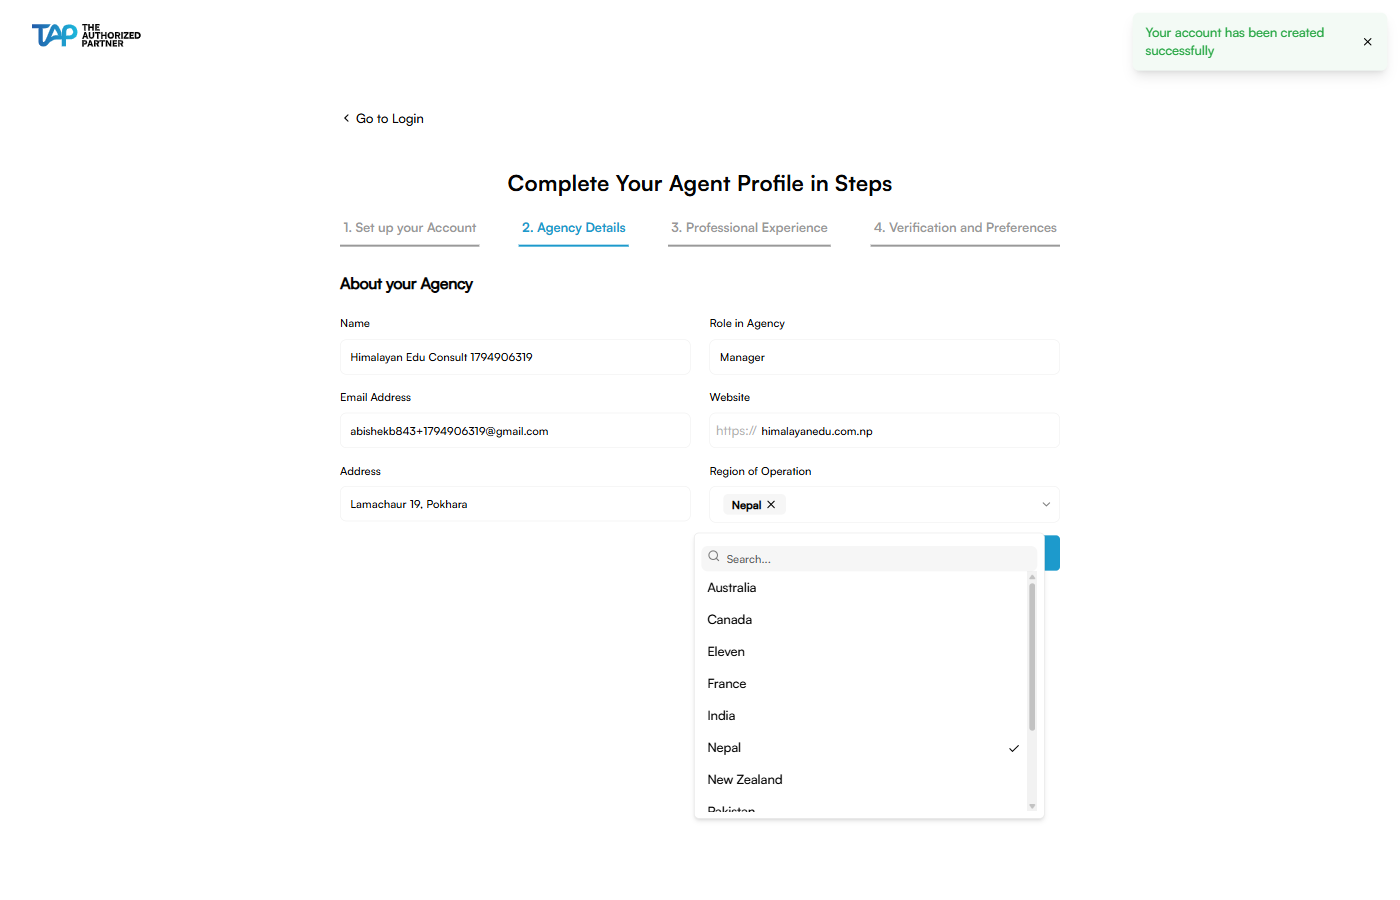 TAP THE
AUTHORIZED
PARTNER
Your account has been created
successfully
Go to Login
Complete Your Agent Profile in Steps
1. Set up your Account
2. Agency Details
3. Professional Experience
4. Verification and Preferences
About your Agency
Name
Role in Agency
Himalayan Edu Consult 1794906319
Manager
Email Address
Website
abishekb843+1794906319@gmail.com
https:// himalayanedu.com.np
Address
Region of Operation
Lamachaur 19, Pokhara
Nepal
Search...
Australia
Canada
Eleven
France
India
Nepal
New Zealand
Pakistan